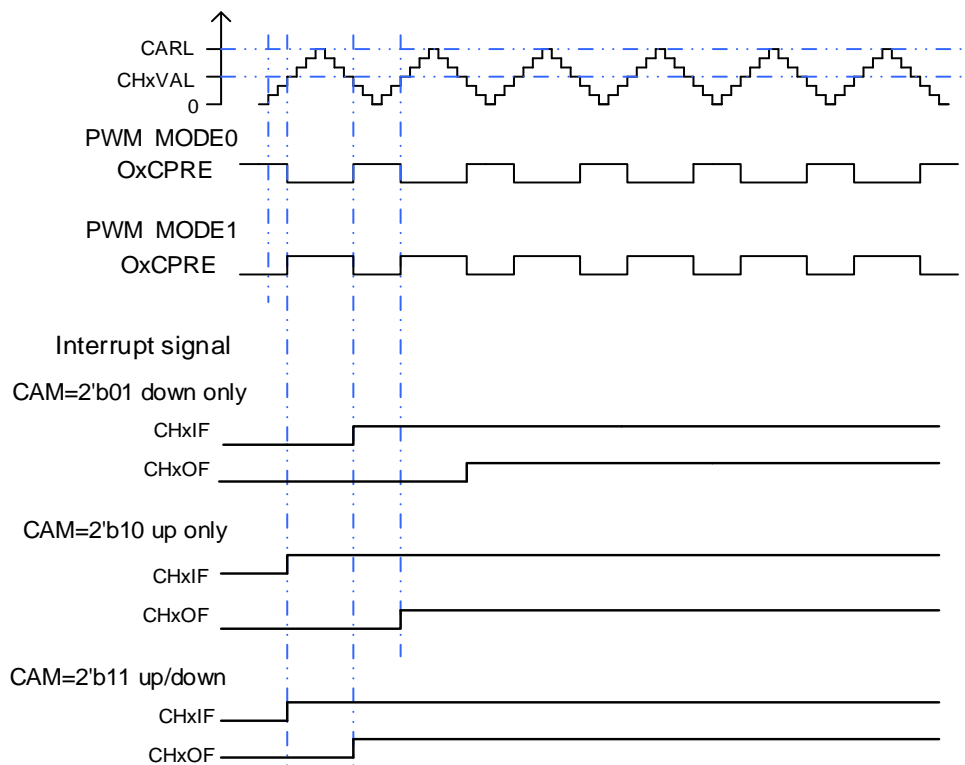 CARL
CHxVAL
0
PWM MODE0
OxCPRE
PWM MODE1
OxCPRE
Interrupt signal
CAM=2'b01 down only
CHxIF
CHxOF
CAM=2'b10 up only
CHxIF
CHxOF
CAM=2'b11 up/down
CHxIF
CHxOF